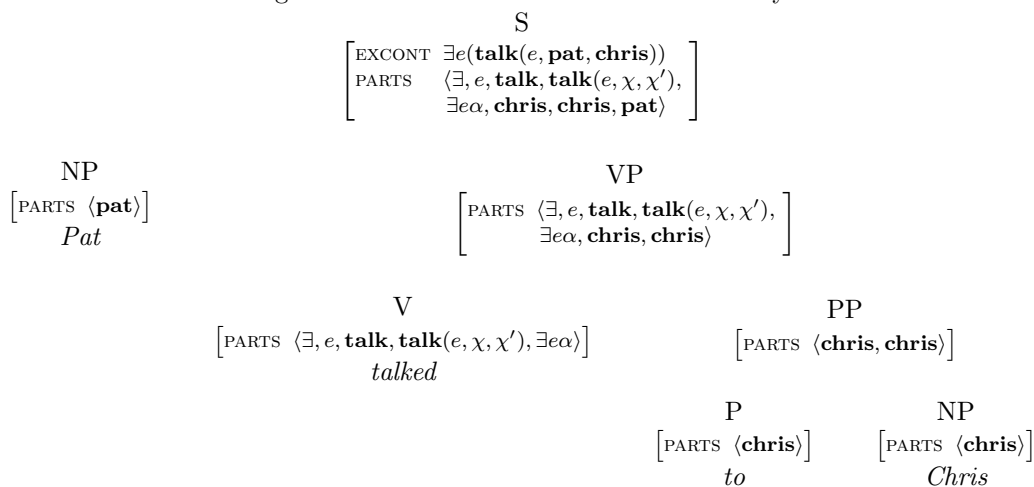 S
[EXCONT ∃e(talk(e, pat, chris))
PARTS ⟨∃, e, talk, talk(e, χ, χ′),
∃eα, chris, chris, pat⟩]
NP
[PARTS ⟨pat⟩]
Pat
VP
[PARTS ⟨∃, e, talk, talk(e, χ, χ′),
∃eα, chris, chris⟩]
V
[PARTS ⟨∃, e, talk, talk(e, χ, χ′), ∃eα⟩]
talked
PP
[PARTS ⟨chris, chris⟩]
P
[PARTS ⟨chris⟩]
to
NP
[PARTS ⟨chris⟩]
Chris